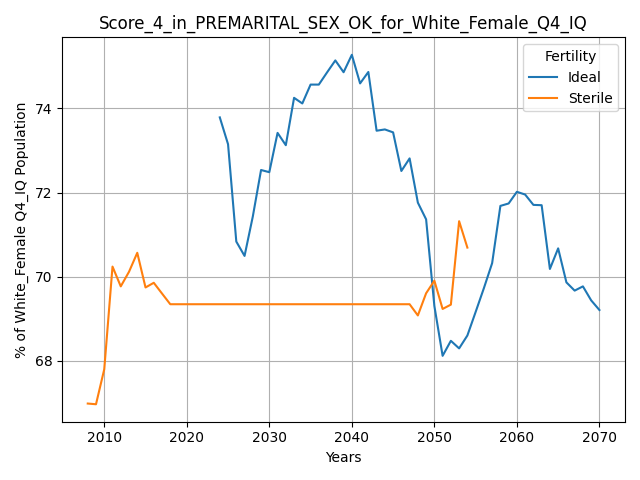 Score_4_in_PREMARITAL_SEX_OK_for_White_Female_Q4_IQ
Fertility
Ideal
Sterile
% of White_Female Q4_IQ Population
74
72
70
68
2010 2020 2030 2040 2050 2060 2070
Years